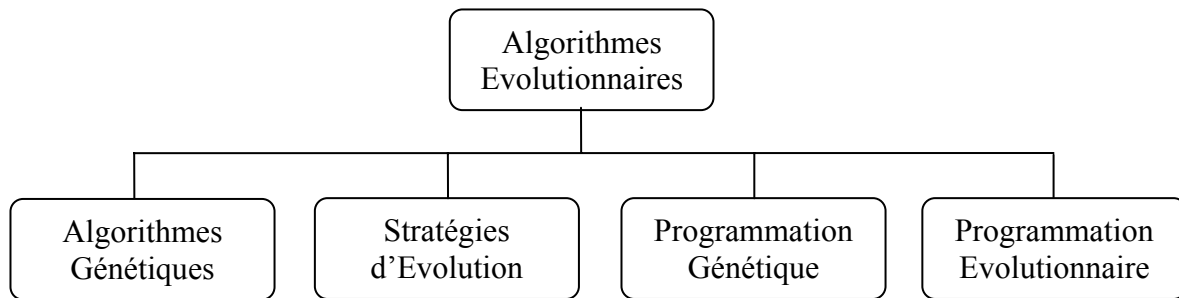 Algorithmes
Evolutionnaires
Algorithmes
Génétiques
Stratégies
d’Evolution
Programmation
Génétique
Programmation
Evolutionnaire